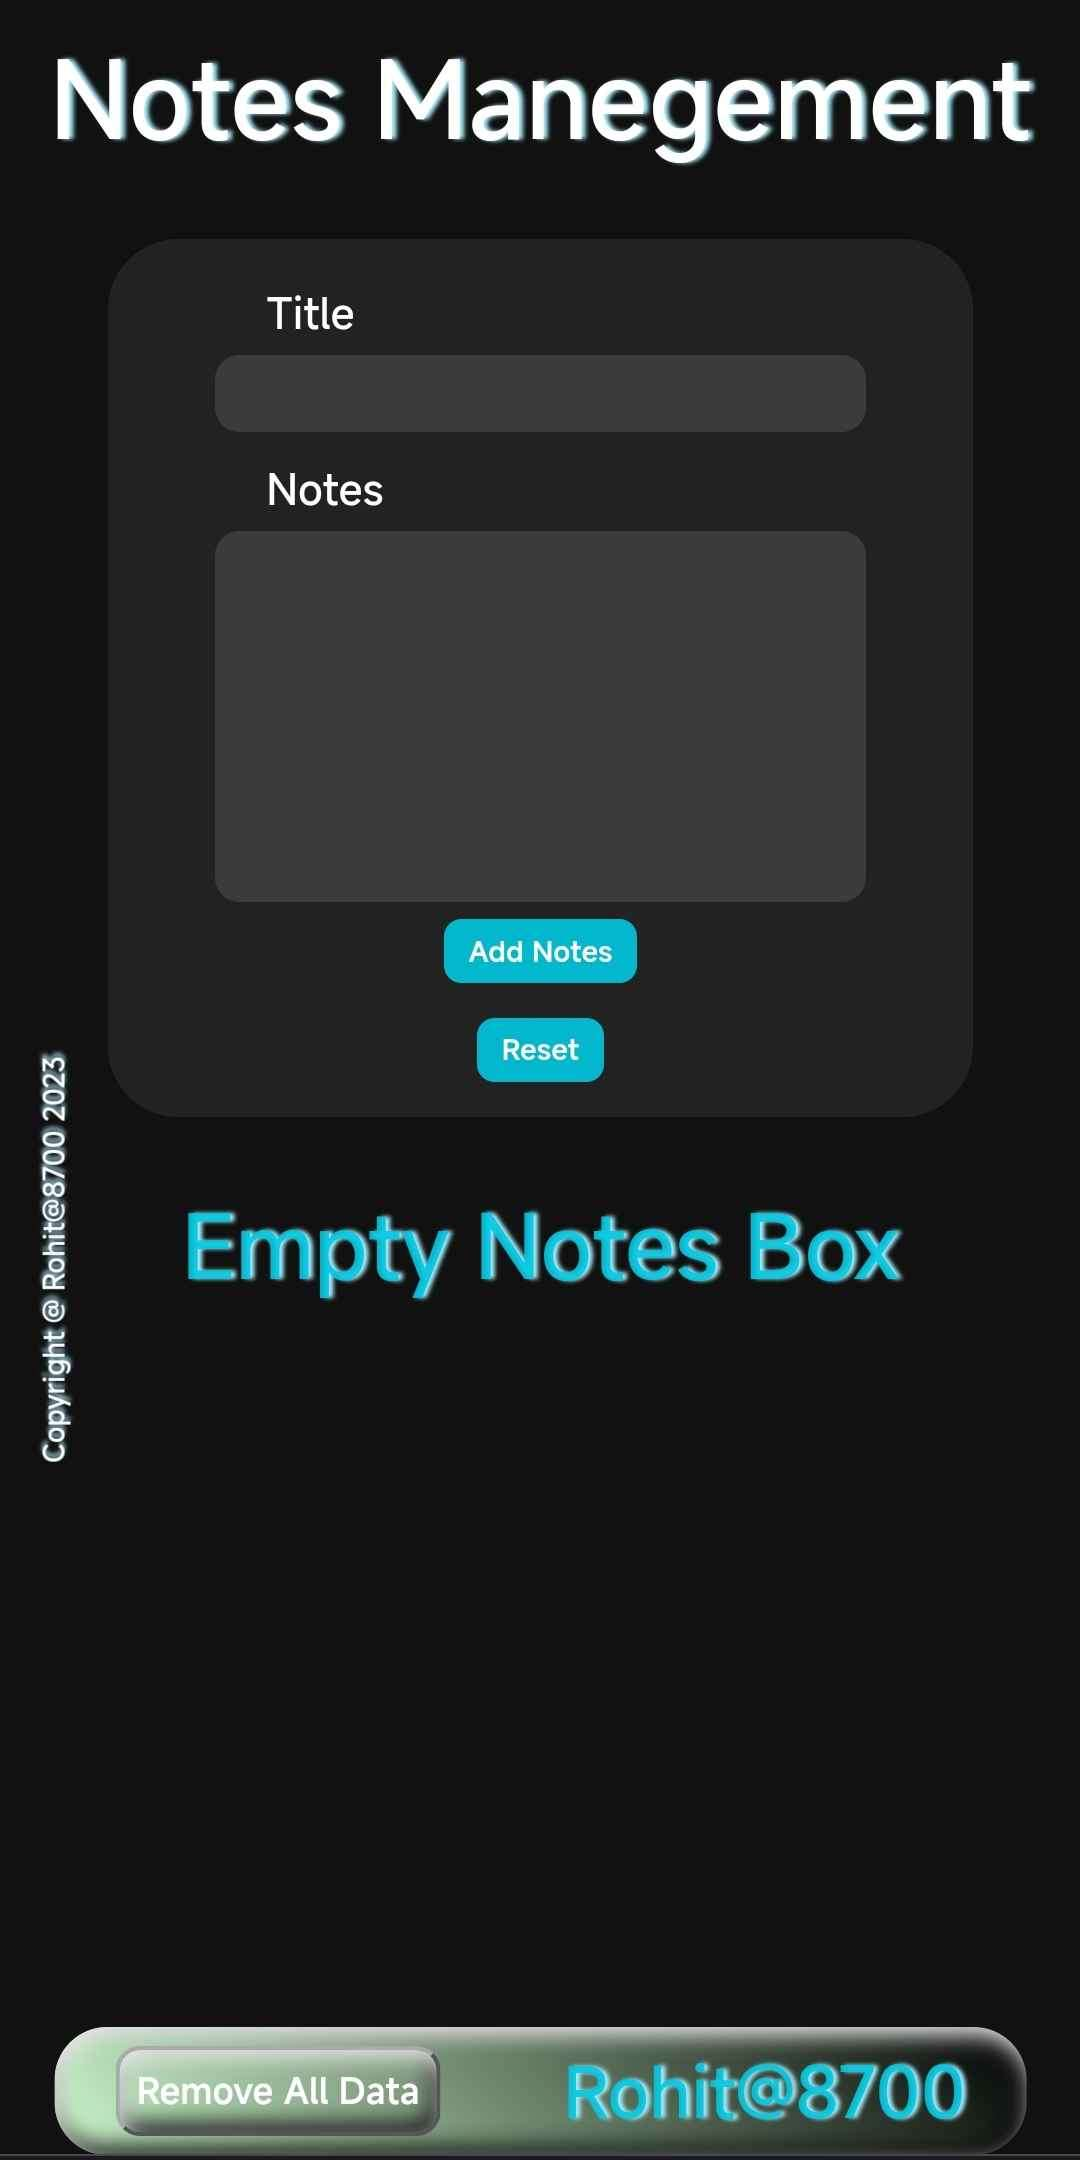 Notes Manegement
Title
Notes
Add Notes
Reset
Copyright @ Rohit@8700 2023
Empty Notes Box
Remove All Data
Rohit@8700